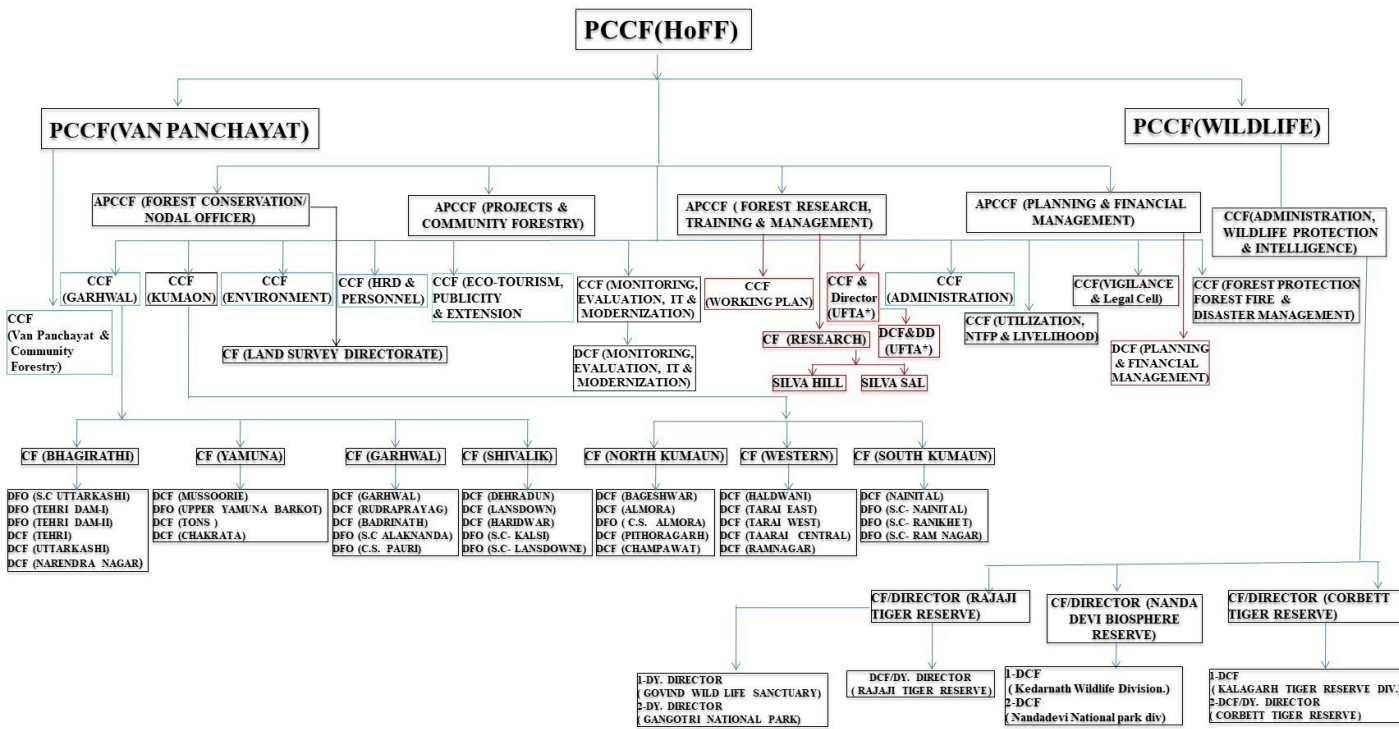 PCCF(HoFF)
PCCF(VAN PANCHAYAT)
PCCF(WILDLIFE)
APCCF (FOREST CONSERVATION/
NODAL OFFICER)
APCCF (PROJECTS &
COMMUNITY FORESTRY)
APCCF ( FOREST RESEARCH,
TRAINING & MANAGEMENT)
APCCF (PLANNING & FINANCIAL
MANAGEMENT)
CCF(ADMINISTRATION,
WILDLIFE PROTECTION
& INTELLIGENCE)
CCF
(GARHWAL)
CCF
(KUMAON)
CCF
(ENVIRONMENT)
CCF (HRD &
PERSONNEL)
CCF (ECO-TOURISM,
PUBLICITY
& EXTENSION
CCF (MONITORING,
EVALUATION, IT &
MODERNIZATION)
CCF
(WORKING PLAN)
CCF &
Director
(UFTA*)
CCF
(ADMINISTRATION)
CCF (UTILIZATION,
NTFP & LIVELIHOOD)
CCF(VIGILANCE
& Legal Cell)
CCF (FOREST PROTECTION
FOREST FIRE &
DISASTER MANAGEMENT)
CCF
(Van Panchayat &
Community
Forestry)
CF (LAND SURVEY DIRECTORATE)
DCF (MONITORING,
EVALUATION, IT &
MODERNIZATION)
CF (RESEARCH)
DCF&DD
(UFTA*)
DCF (PLANNING
& FINANCIAL
MANAGEMENT)
SILVA HILL
SILVA SAL
CF (BHAGIRATHI)
CF (YAMUNA)
CF (GARHWAL)
CF (SHIVALIK)
CF (NORTH KUMAUN)
CF (WESTERN)
CF (SOUTH KUMAUN)
DFO (S.C UTTARKASHI)
DFO (TEHRI DAM-I)
DFO (TEHRI DAM-II)
DCF (TEHRI)
DCF (UTTARKASHI)
DCF (NARENDRA NAGAR)
DCF (MUSSOORIE)
DFO (UPPER YAMUNA BARKOT)
DCF (TONS )
DCF (CHAKRATA)
DCF (GARHWAL)
DCF (RUDRAPRAYAG)
DCF (BADRINATH)
DFO (S.C ALAKNANDA)
DFO (C.S. PAURI)
DCF (DEHRADUN)
DCF (LANSDOWN)
DCF (HARIDWAR)
DFO (S.C- KALSI)
DFO (S.C- LANSDOWNE)
DCF (BAGESHWAR)
DCF (ALMORA)
DFO ( C.S. ALMORA)
DCF (PITHORAGARH)
DCF (CHAMPAWAT)
DCF (HALDWANI)
DCF (TARAI EAST)
DCF (TARAI WEST)
DCF (TAARAI CENTRAL)
DCF (RAMNAGAR)
DCF (NAINITAL)
DFO (S.C- NAINITAL)
DFO (S.C- RANIKHET)
DFO (S.C- RAM NAGAR)
CF/DIRECTOR (RAJAJI
TIGER RESERVE)
CF/DIRECTOR (NANDA
DEVI BIOSPHERE
RESERVE)
CF/DIRECTOR (CORBETT
TIGER RESERVE)
1-DY. DIRECTOR
( GOVIND WILD LIFE SANCTUARY)
2-DY. DIRECTOR
( GANGOTRI NATIONAL PARK)
DCF/DY. DIRECTOR
( RAJAJI TIGER RESERVE)
1-DCF
( Kedarnath Wildlife Division.)
2-DCF
( Nandadevi National park div)
1-DCF
( KALAGARH TIGER RESERVE DIV.)
2-DCF/DY. DIRECTOR
( CORBETT TIGER RESERVE)